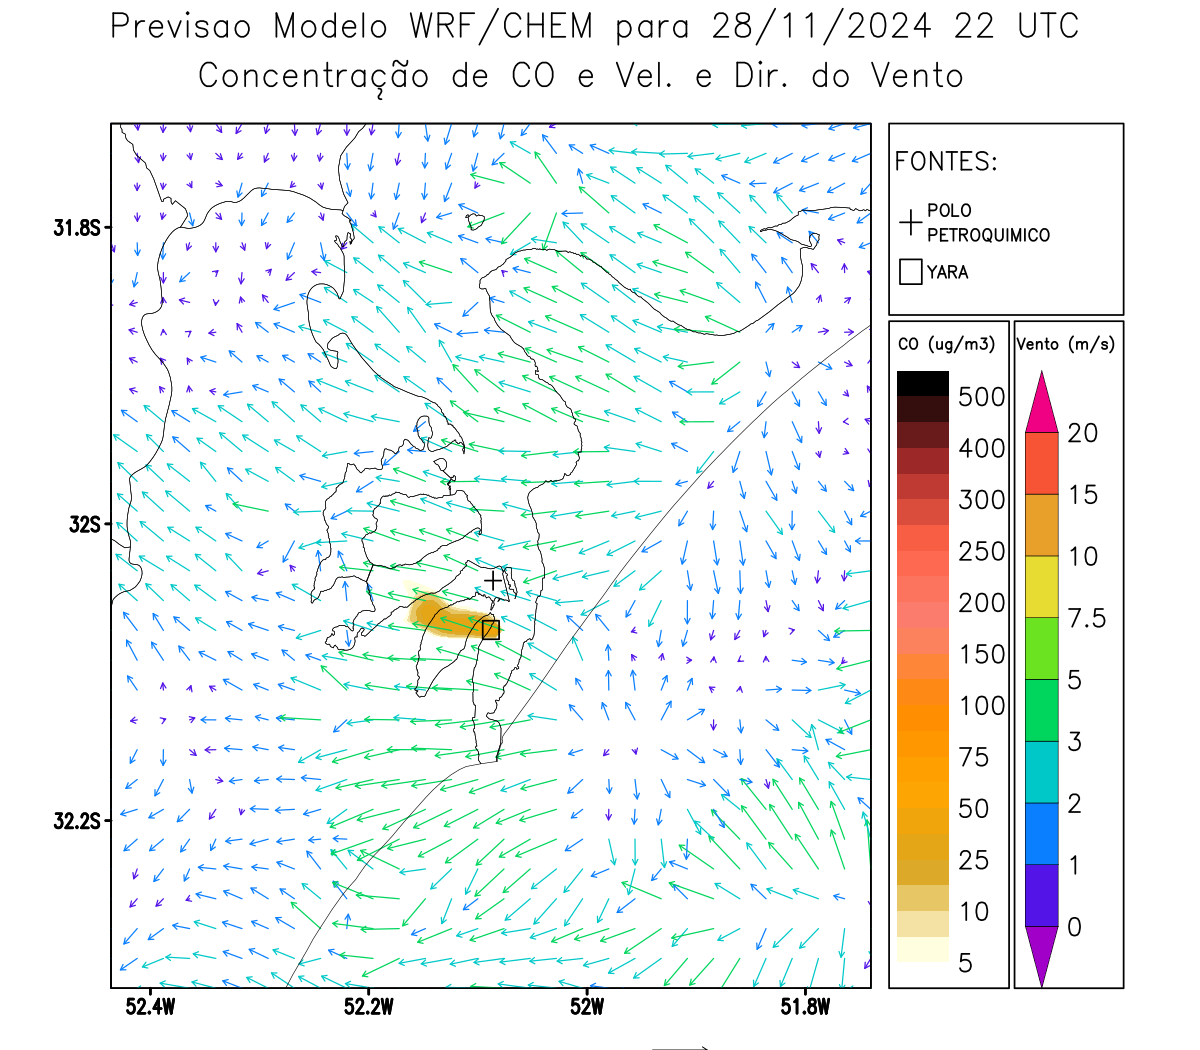 Previsao Modelo WRF/CHEM para 28/11/2024 22 UTC
Concentração de CO e Vel. e Dir. do Vento
FONTES:
POLO
PETROQUIMICO
YARA
CO (ug/m3)
500
400
300
250
200
150
100
75
50
25
10
5
Vento (m/s)
20
15
10
7.5
5
3
2
1
0
31.8S
32S
32.2S
52.4W
52.2W
52W
51.8W